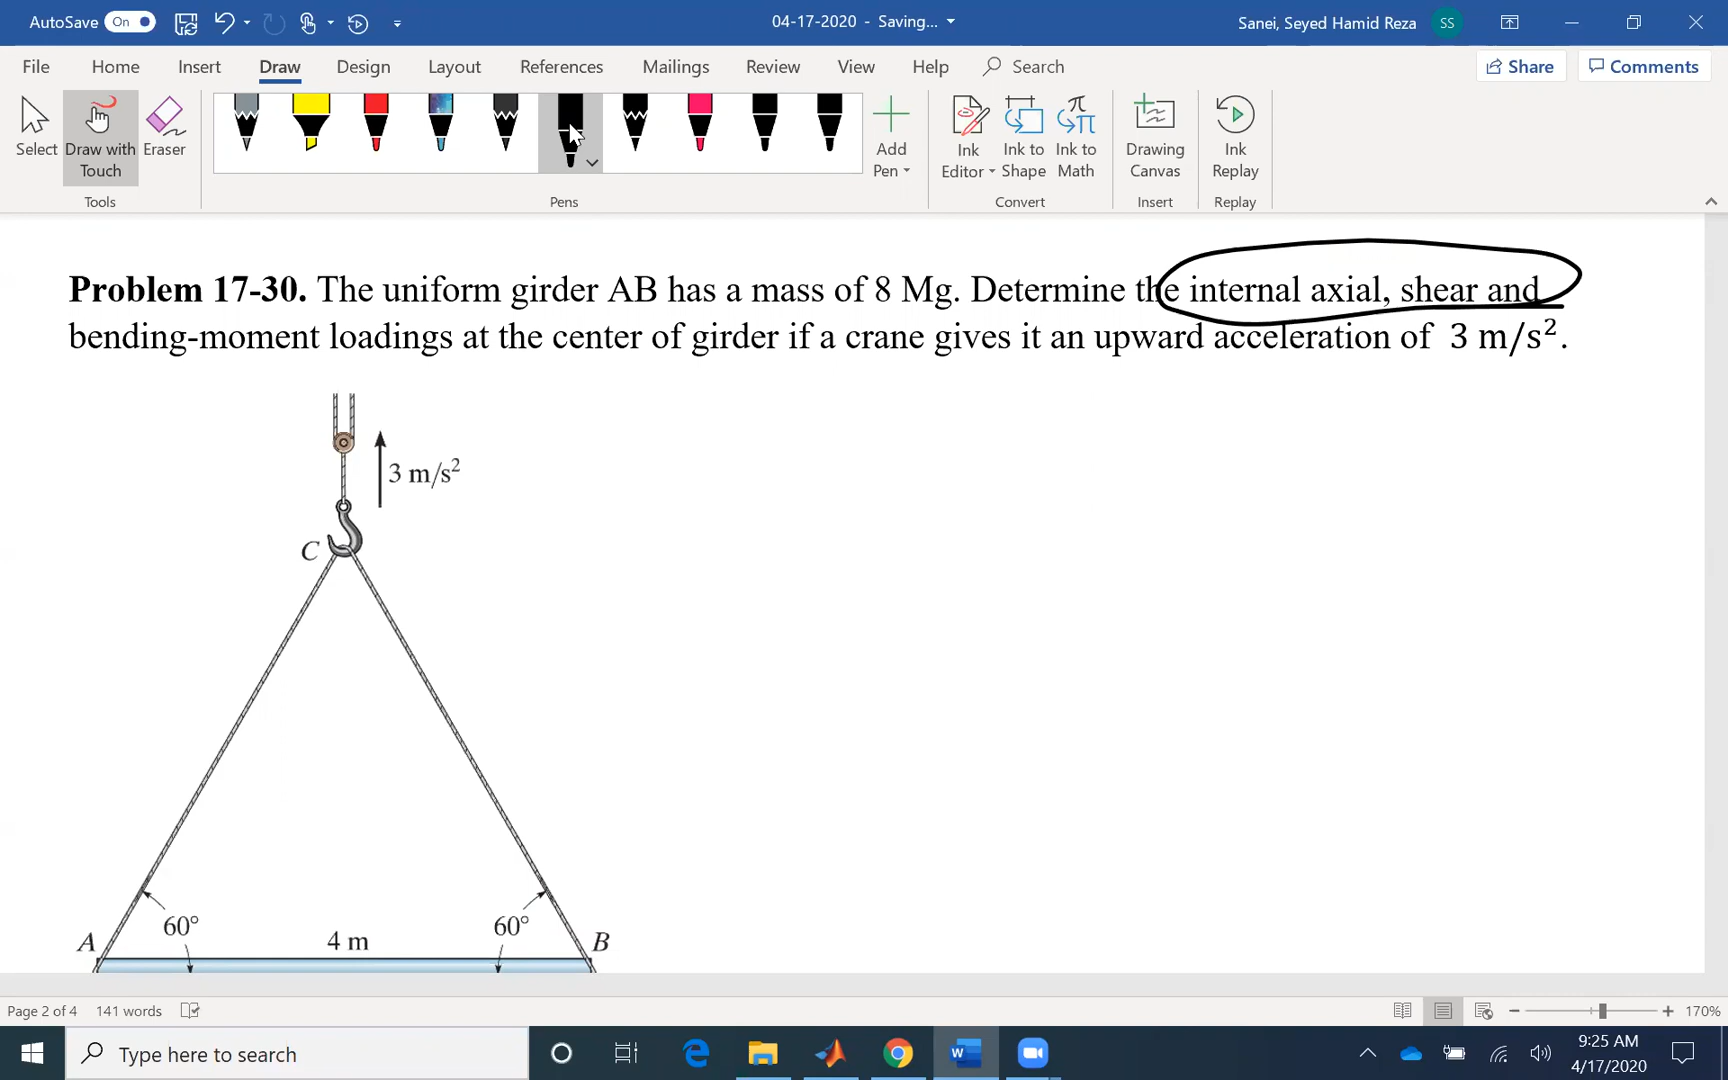 AutoSave On
04-17-2020 - Saving...
Sanei, Seyed Hamid Reza
SS
File Home Insert Draw Design Layout References Mailings Review View Help Search
Share Comments
Select
Draw with Touch
Eraser
Add Pen
Ink Editor
Ink to Shape
Ink to Math
Drawing Canvas
Ink Replay
Tools Pens Convert Insert Replay
Problem 17-30. The uniform girder AB has a mass of 8 Mg. Determine the internal axial, shear and
bending-moment loadings at the center of girder if a crane gives it an upward acceleration of 3 m/s².
3 m/s²
C
60° 60°
A 4 m B
Page 2 of 4 141 words
170%
Type here to search
9:25 AM
4/17/2020